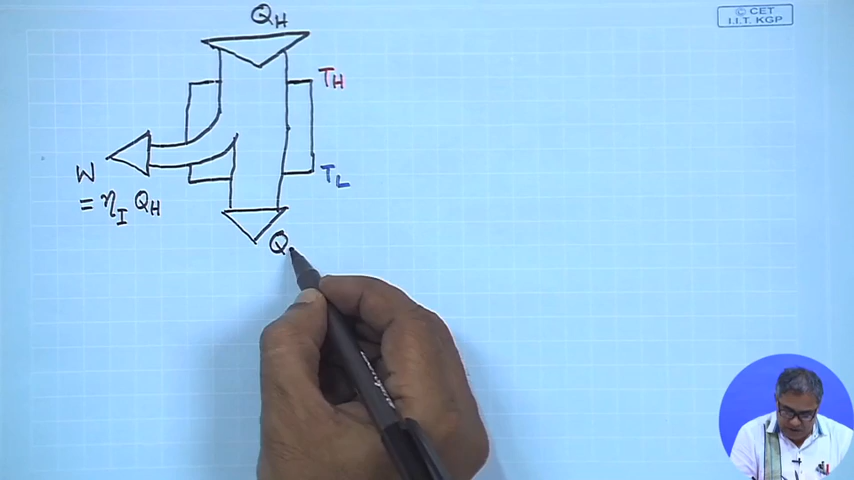 Q_H
© CET
I.I.T. KGP
T_H
W
= η_I Q_H
T_L
Q